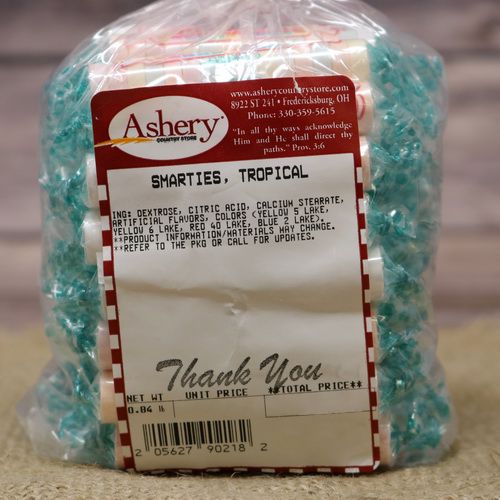 www.asherycountrystore.com
8922 ST 241 • Fredericksburg, OH
Phone: 330-359-5615
"In all thy ways acknowledge
Him and He shall direct thy
paths." Prov. 3:6
Ashery
COUNTRY STORE
SMARTIES, TROPICAL
ING: DEXTROSE, CITRIC ACID, CALCIUM STEARATE,
ARTIFICIAL FLAVORS, COLORS (YELLOW 5 LAKE,
YELLOW 6 LAKE, RED 40 LAKE, BLUE 2 LAKE).
**PRODUCT INFORMATION/MATERIALS MAY CHANGE.
**REFER TO THE PKG OR CALL FOR UPDATES.
Thank You
NET WT UNIT PRICE **TOTAL PRICE**
0.84 lb
2 05627 90218 2